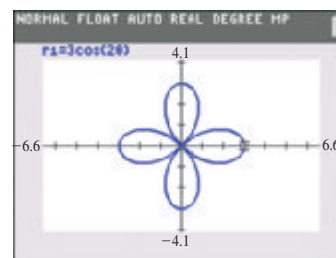 NORMAL FLOAT AUTO REAL DEGREE MP
r1=3cos(2θ)
4.1
−6.6
6.6
−4.1